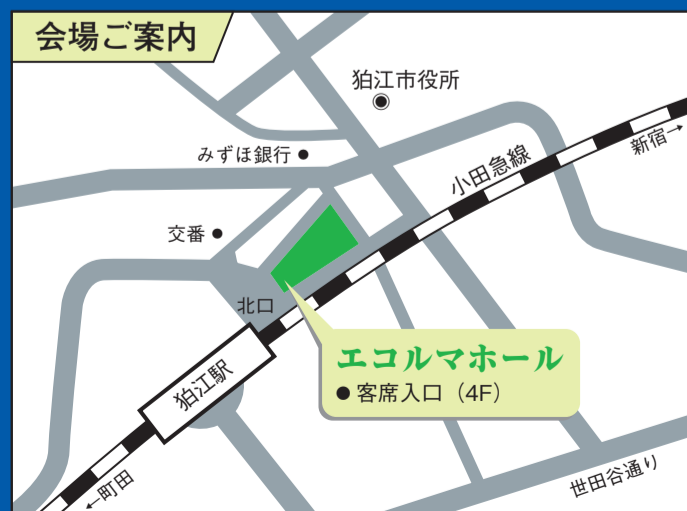 会場ご案内
狛江市役所
みずほ銀行
新宿→
小田急線
交番
北口
エコルマホール
● 客席入口（4F）
狛江駅
←町田
世田谷通り